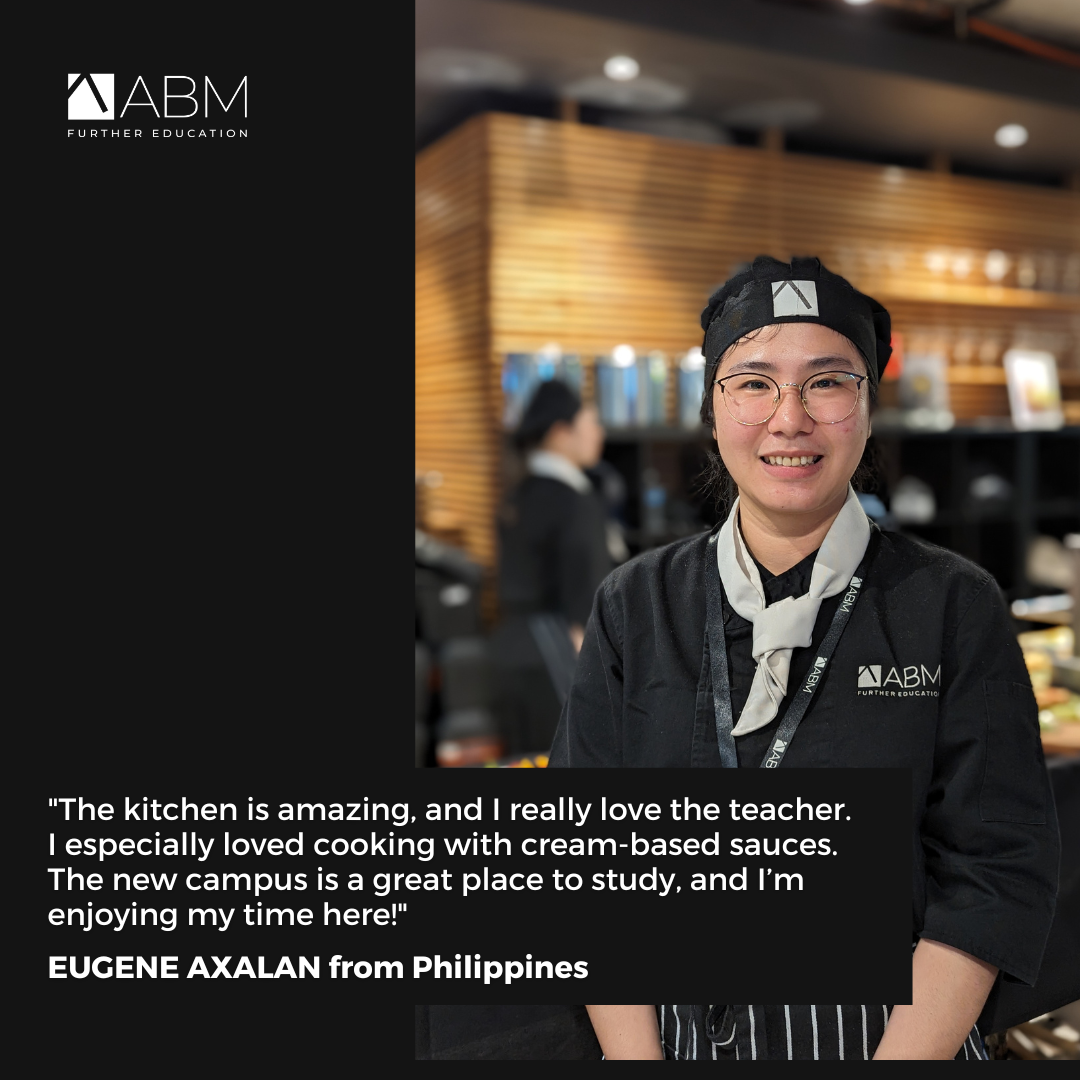 ABM
FURTHER EDUCATION
ABM
ABM
ABM
FURTHER EDUCATIO
"The kitchen is amazing, and I really love the teacher.
I especially loved cooking with cream-based sauces.
The new campus is a great place to study, and I’m
enjoying my time here!"
EUGENE AXALAN from Philippines